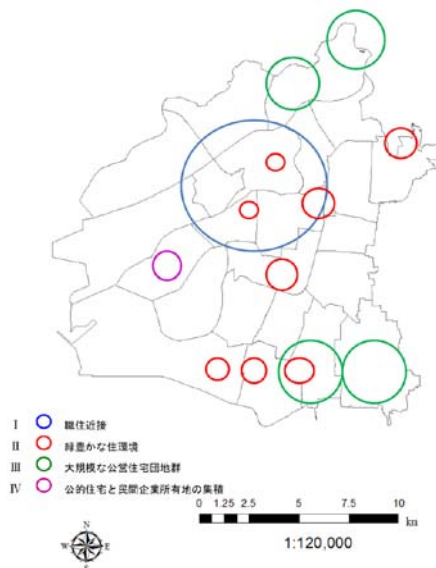 I 職住近接
II 緑豊かな住環境
III 大規模な公営住宅団地群
IV 公的住宅と民間企業所有地の集積
N
W E
S
0 1.25 2.5 5 7.5 10
km
1:120,000